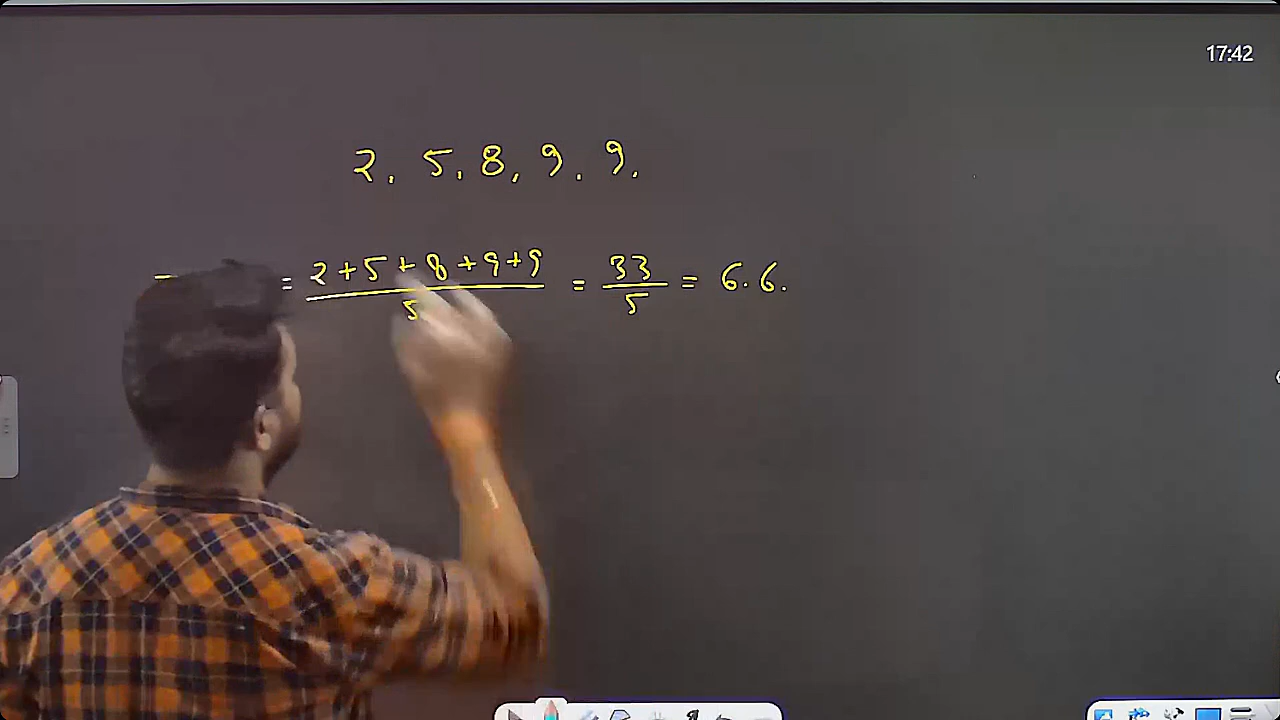 17:42
2, 5, 8, 9, 9,
= 2+5+8+9+9 / 5 = 33 / 5 = 6.6.